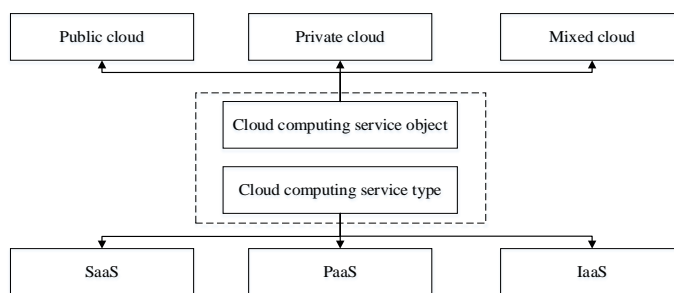 Public cloud
Private cloud
Mixed cloud
Cloud computing service object
Cloud computing service type
SaaS
PaaS
IaaS